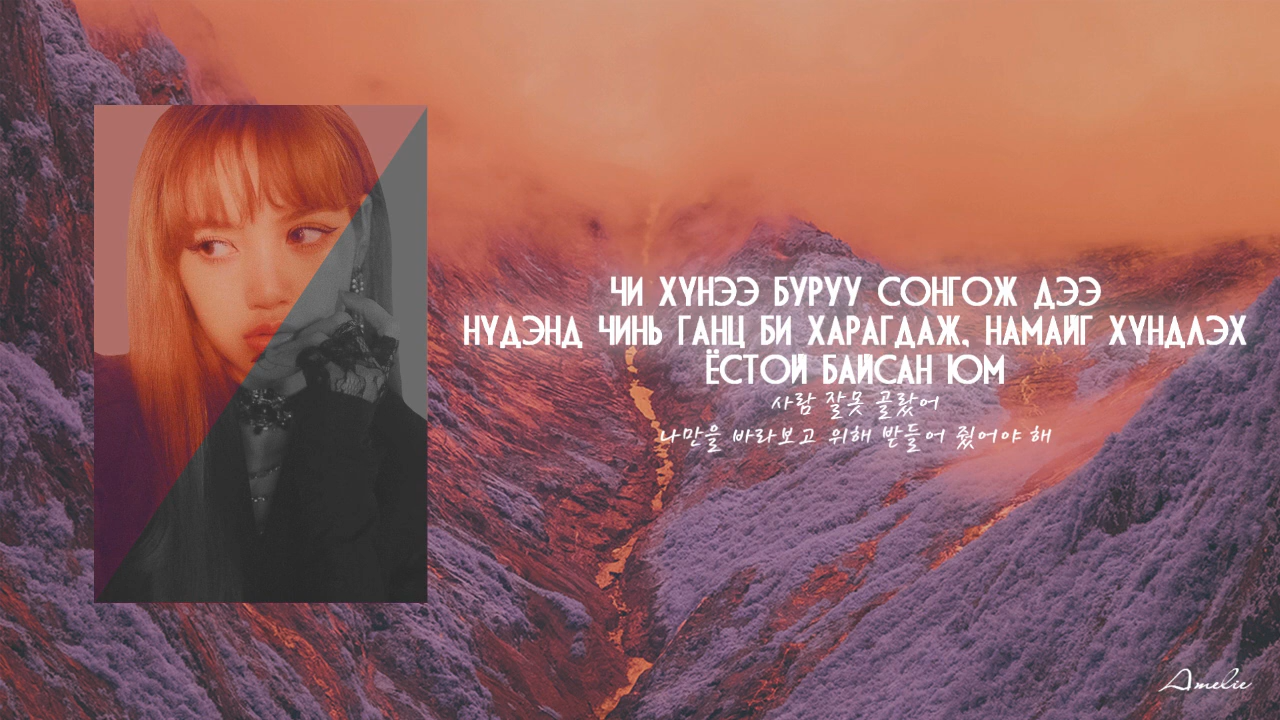 ЧИ ХҮНЭЭ БУРУУ СОНГОЖ ДЭЭ
НҮДЭНД ЧИНЬ ГАНЦ БИ ХАРАГДАЖ, НАМАЙГ ХҮНДЛЭХ
ЁСТОЙ БАЙСАН ЮМ
사람 잘못 골랐어
나만을 바라보고 위해 받들어 줬어야 해
Amelie